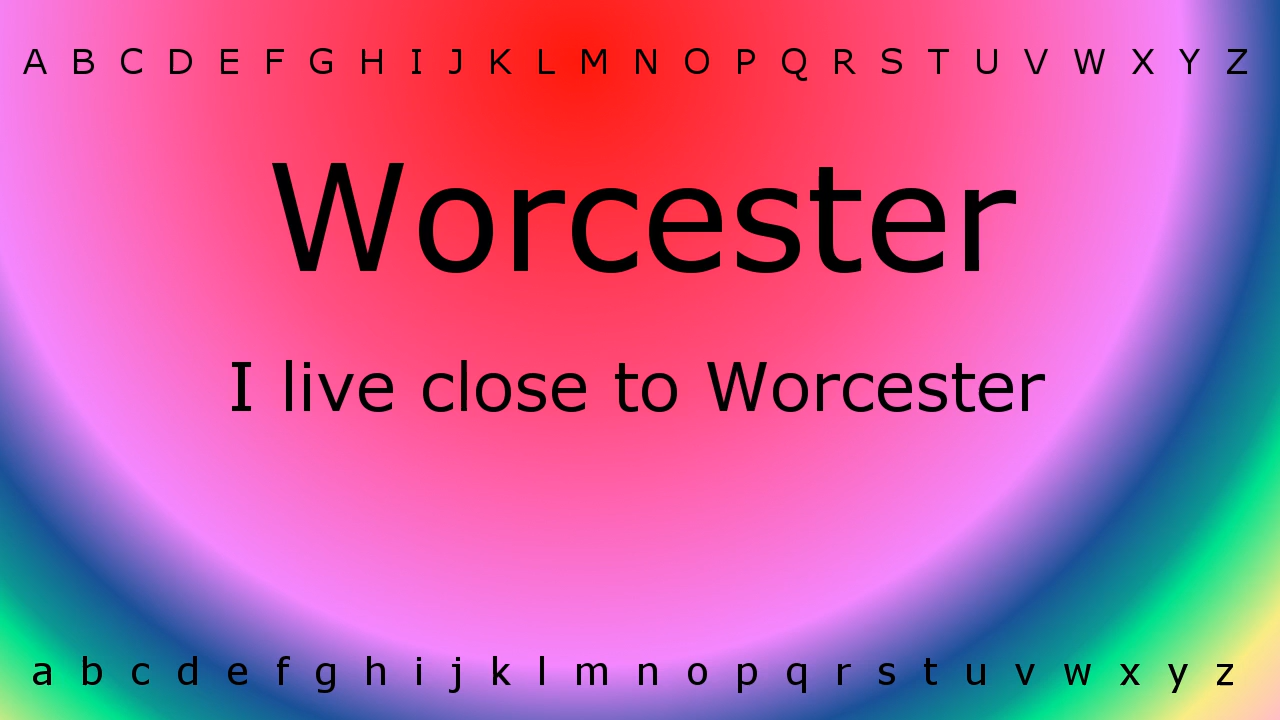 A B C D E F G H I J K L M N O P Q R S T U V W X Y Z
Worcester
I live close to Worcester
a b c d e f g h i j k l m n o p q r s t u v w x y z